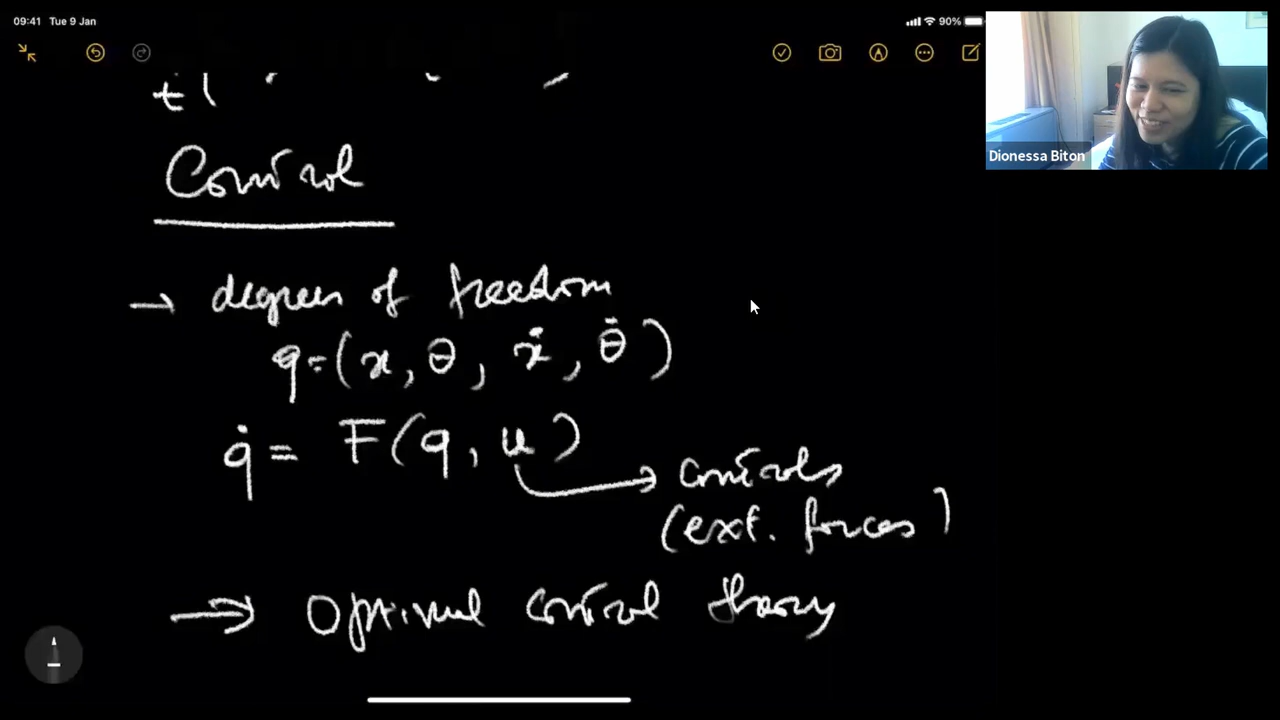 09:41 Tue 9 Jan
90%
Dionessa Biton
Control
→ degrees of freedom
q=(x, θ, ẋ, θ̇)
q̇ = F(q, u)
→ controls
(ext. forces)
⇒ Optimal control theory